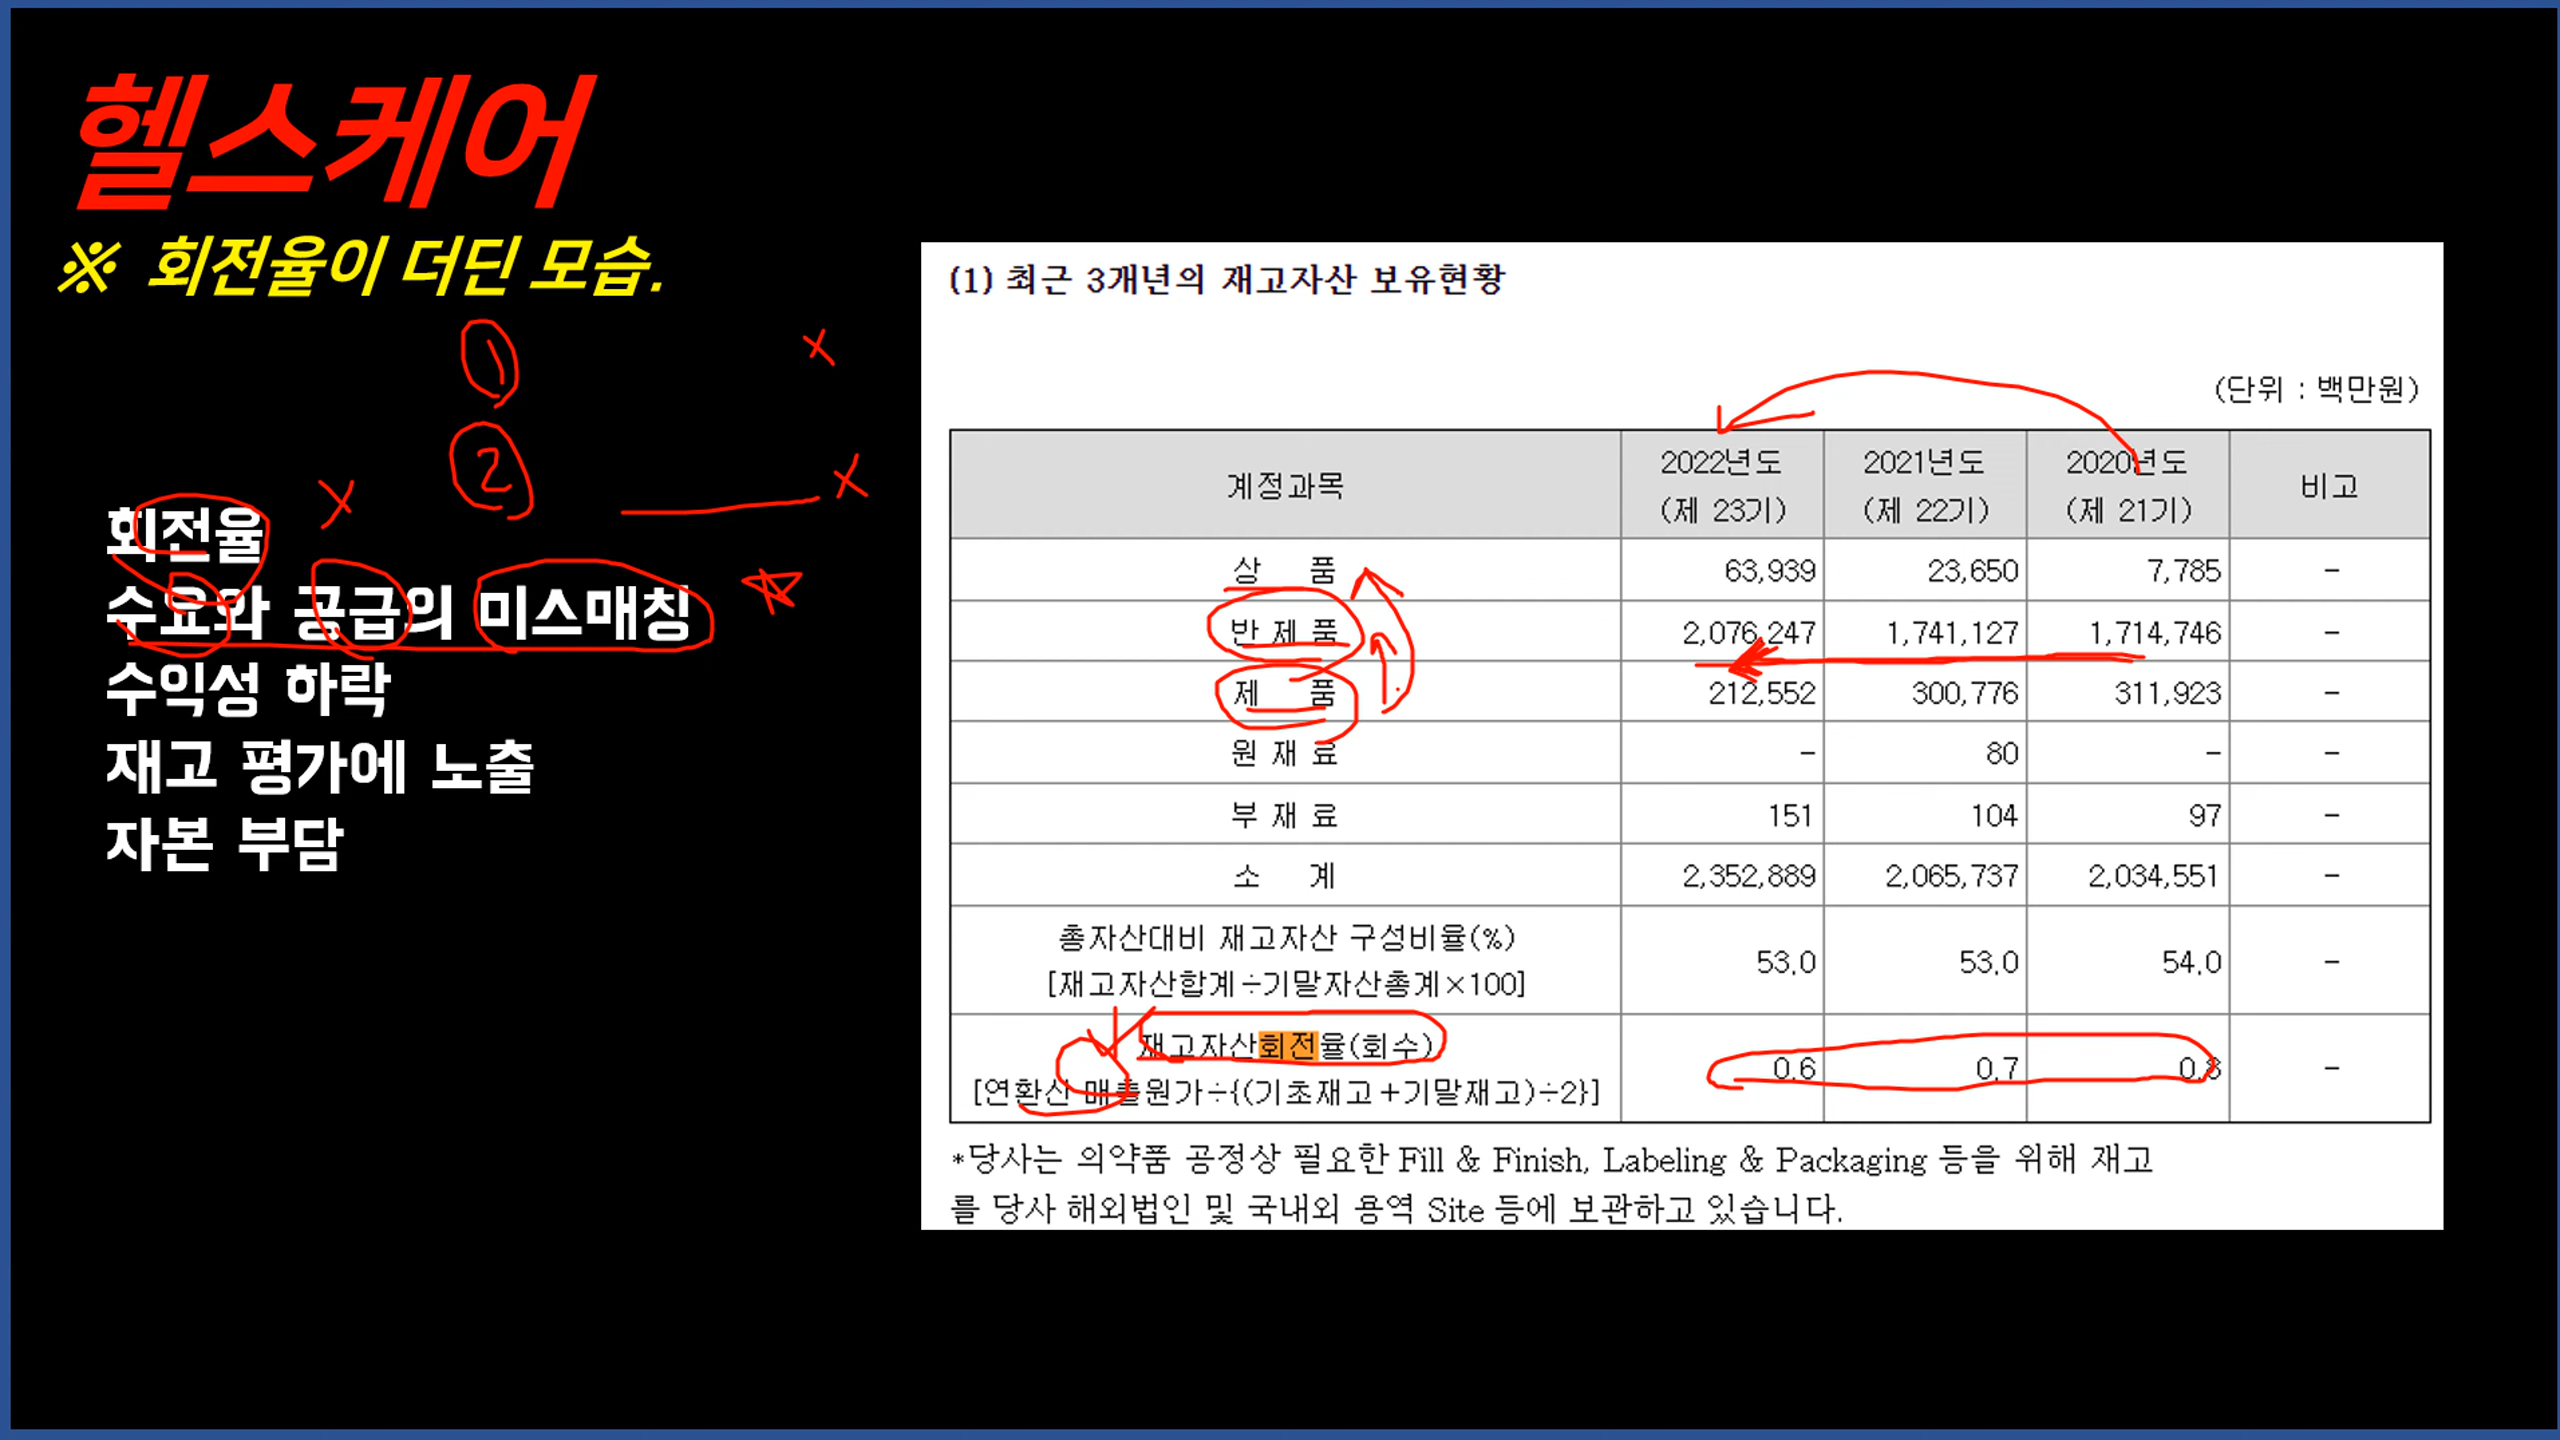 헬스케어
※ 회전율이 더딘 모습.
① x
② x
회전율 x
수요와 공급의 미스매칭
수익성 하락
재고 평가에 노출
자본 부담
(1) 최근 3개년의 재고자산 보유현황
(단위 : 백만원)
계정과목 2022년도 (제 23기) 2021년도 (제 22기) 2020년도 (제 21기) 비고
상 품 63,939 23,650 7,785 -
반 제 품 2,076,247 1,741,127 1,714,746 -
제 품 212,552 300,776 311,923 -
원 재 료 - 80 - -
부 재 료 151 104 97 -
소 계 2,352,889 2,065,737 2,034,551 -
총자산대비 재고자산 구성비율(%)
[재고자산합계÷기말자산총계×100] 53.0 53.0 54.0 -
재고자산회전율(회수)
[연환산 매출원가÷{(기초재고+기말재고)÷2}] 0.6 0.7 0.8 -
*당사는 의약품 공정상 필요한 Fill & Finish, Labeling & Packaging 등을 위해 재고
를 당사 해외법인 및 국내외 용역 Site 등에 보관하고 있습니다.